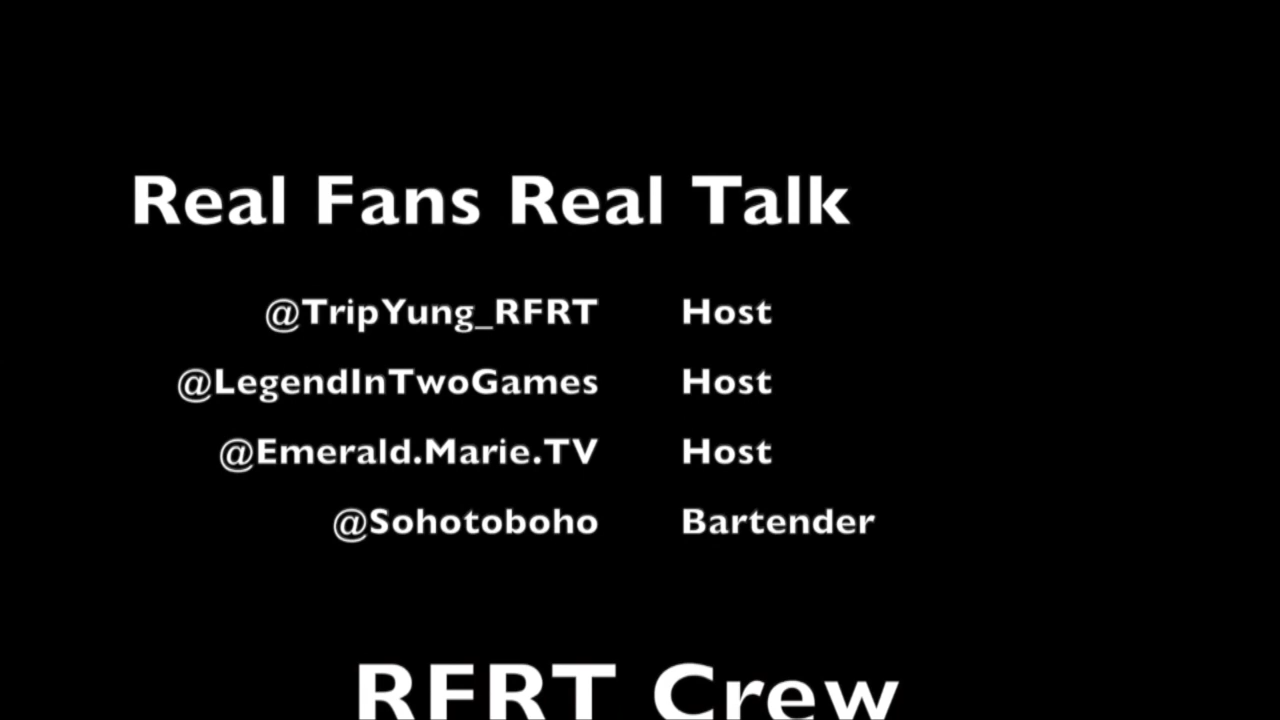 Real Fans Real Talk
@TripYung_RFRT Host
@LegendInTwoGames Host
@Emerald.Marie.TV Host
@Sohotoboho Bartender
RFRT Crew